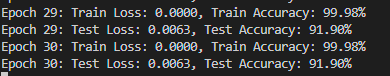 Epoch 29: Train Loss: 0.0000, Train Accuracy: 99.98%
Epoch 29: Test Loss: 0.0063, Test Accuracy: 91.90%
Epoch 30: Train Loss: 0.0000, Train Accuracy: 99.98%
Epoch 30: Test Loss: 0.0063, Test Accuracy: 91.90%